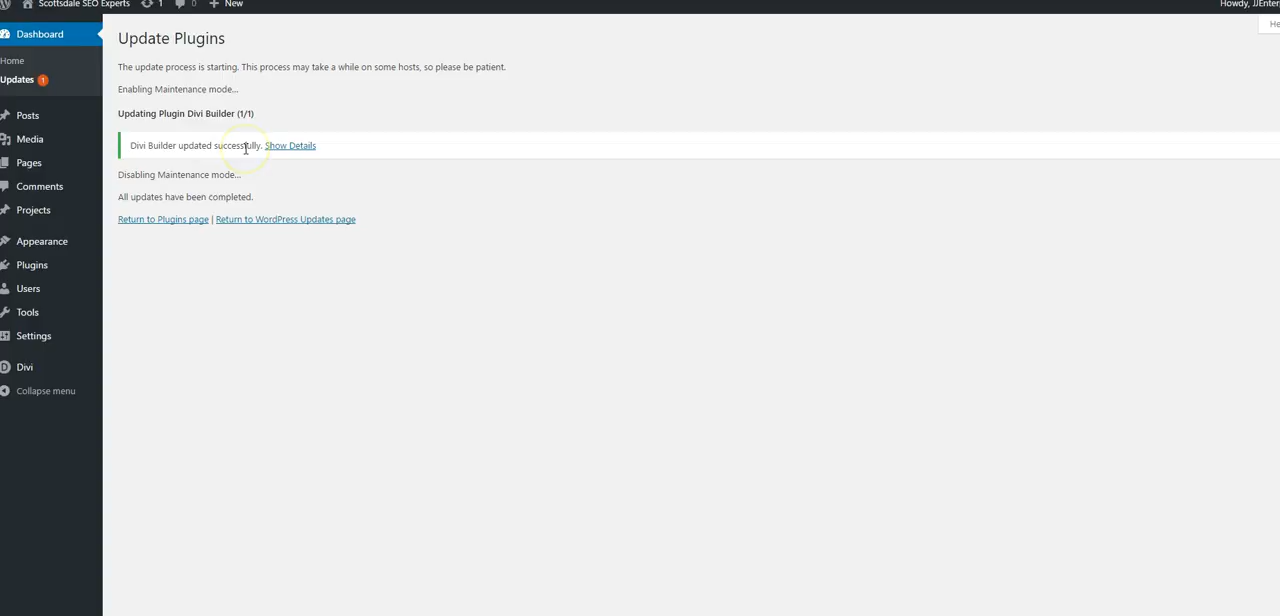 Scottsdale SEO Experts 1 0 New Howdy, JJEnter
Dashboard
Home
Updates 1
Posts
Media
Pages
Comments
Projects
Appearance
Plugins
Users
Tools
Settings
Divi
Collapse menu
He
Update Plugins
The update process is starting. This process may take a while on some hosts, so please be patient.
Enabling Maintenance mode...
Updating Plugin Divi Builder (1/1)
Divi Builder updated successfully. Show Details
Disabling Maintenance mode...
All updates have been completed.
Return to Plugins page | Return to WordPress Updates page